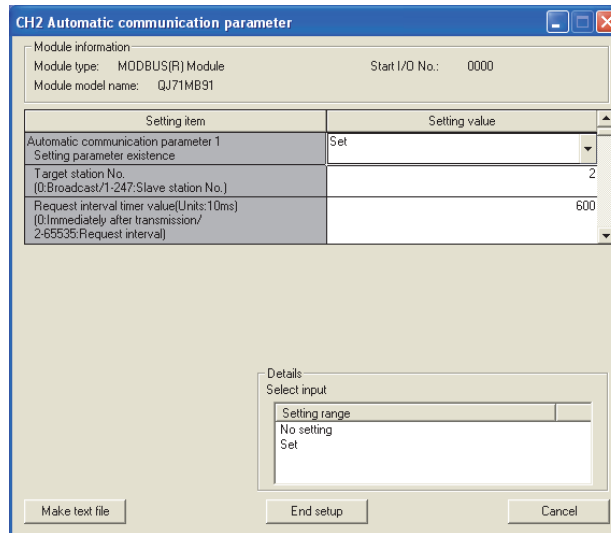 CH2 Automatic communication parameter
Module information
Module type: MODBUS(R) Module Start I/O No.: 0000
Module model name: QJ71MB91
Setting item Setting value
Automatic communication parameter 1 Set
Setting parameter existence
Target station No. 2
(0:Broadcast/1-247:Slave station No.)
Request interval timer value(Units:10ms) 600
(0:Immediately after transmission/
2-65535:Request interval)
Details
Select input
Setting range
No setting
Set
Make text file End setup Cancel